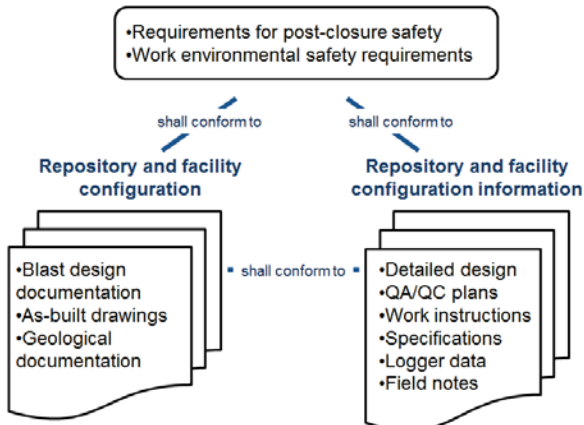 •Requirements for post-closure safety
•Work environmental safety requirements
shall conform to
shall conform to
Repository and facility
configuration
Repository and facility
configuration information
•Blast design
documentation
•As-built drawings
•Geological
documentation
shall conform to
•Detailed design
•QA/QC plans
•Work instructions
•Specifications
•Logger data
•Field notes